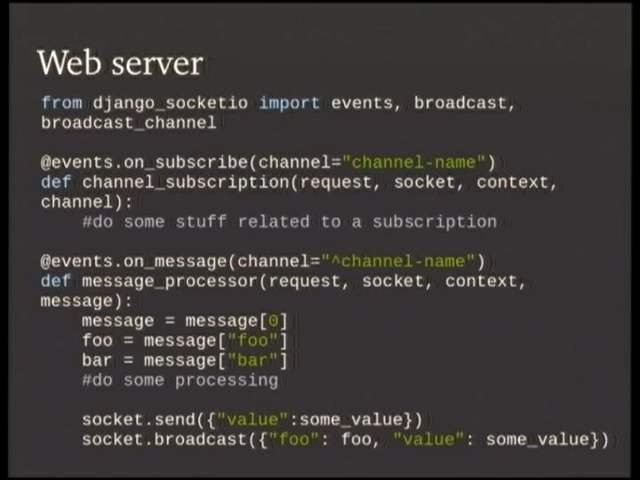 Web server
from django_socketio import events, broadcast,
broadcast_channel
@events.on_subscribe(channel="channel-name")
def channel_subscription(request, socket, context,
channel):
    #do some stuff related to a subscription
@events.on_message(channel="^channel-name")
def message_processor(request, socket, context,
message):
    message = message[0]
    foo = message["foo"]
    bar = message["bar"]
    #do some processing
    socket.send({"value":some_value})
    socket.broadcast({"foo": foo, "value": some_value})